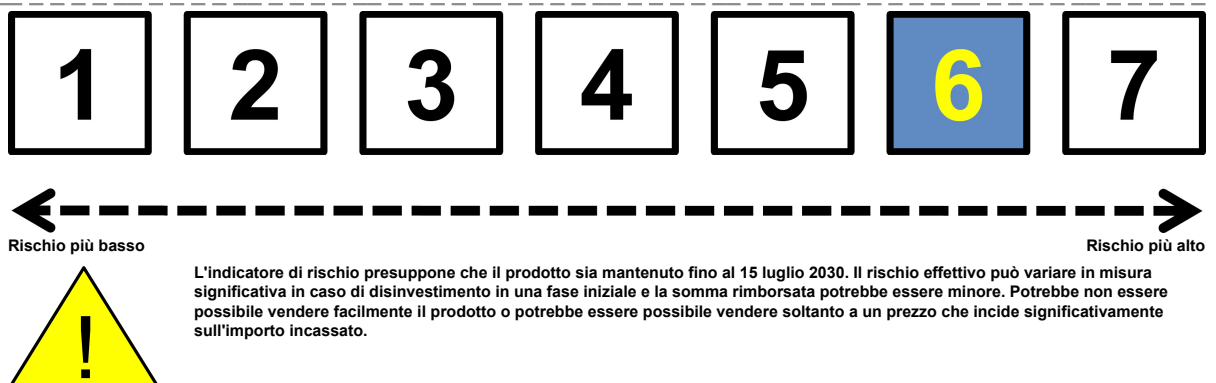 1 2 3 4 5 6 7
Rischio più basso Rischio più alto
L'indicatore di rischio presuppone che il prodotto sia mantenuto fino al 15 luglio 2030. Il rischio effettivo può variare in misura
significativa in caso di disinvestimento in una fase iniziale e la somma rimborsata potrebbe essere minore. Potrebbe non essere
possibile vendere facilmente il prodotto o potrebbe essere possibile vendere soltanto a un prezzo che incide significativamente
sull'importo incassato.
!